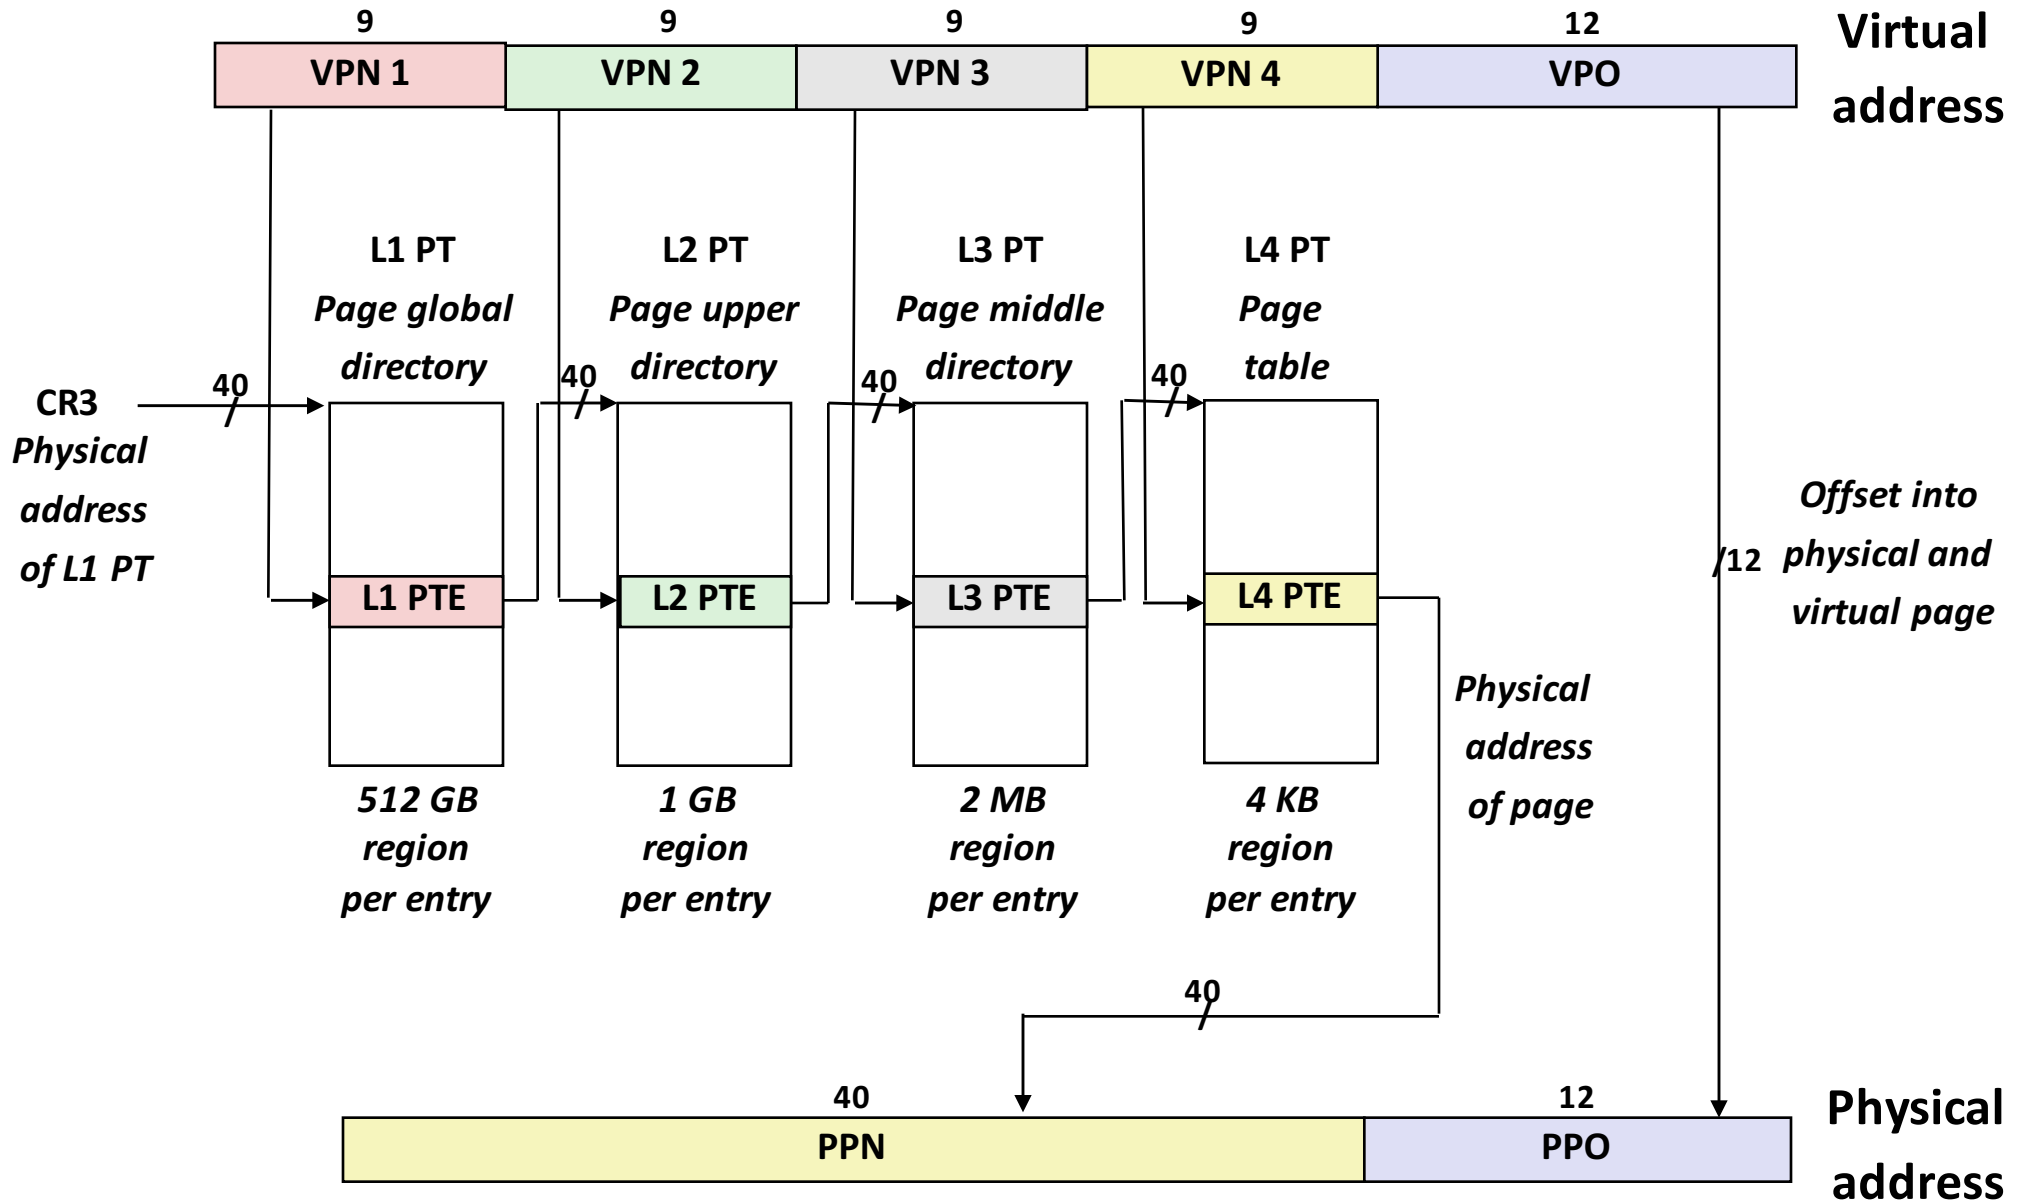 9 9 9 9 12
VPN 1 VPN 2 VPN 3 VPN 4 VPO
Virtual
address
L1 PT
Page global
directory
L2 PT
Page upper
directory
L3 PT
Page middle
directory
L4 PT
Page
table
40 40 40 40
CR3
Physical
address
of L1 PT
L1 PTE L2 PTE L3 PTE L4 PTE
/12
Offset into
physical and
virtual page
512 GB
region
per entry
1 GB
region
per entry
2 MB
region
per entry
4 KB
region
per entry
Physical
address
of page
40
40 12
PPN PPO
Physical
address